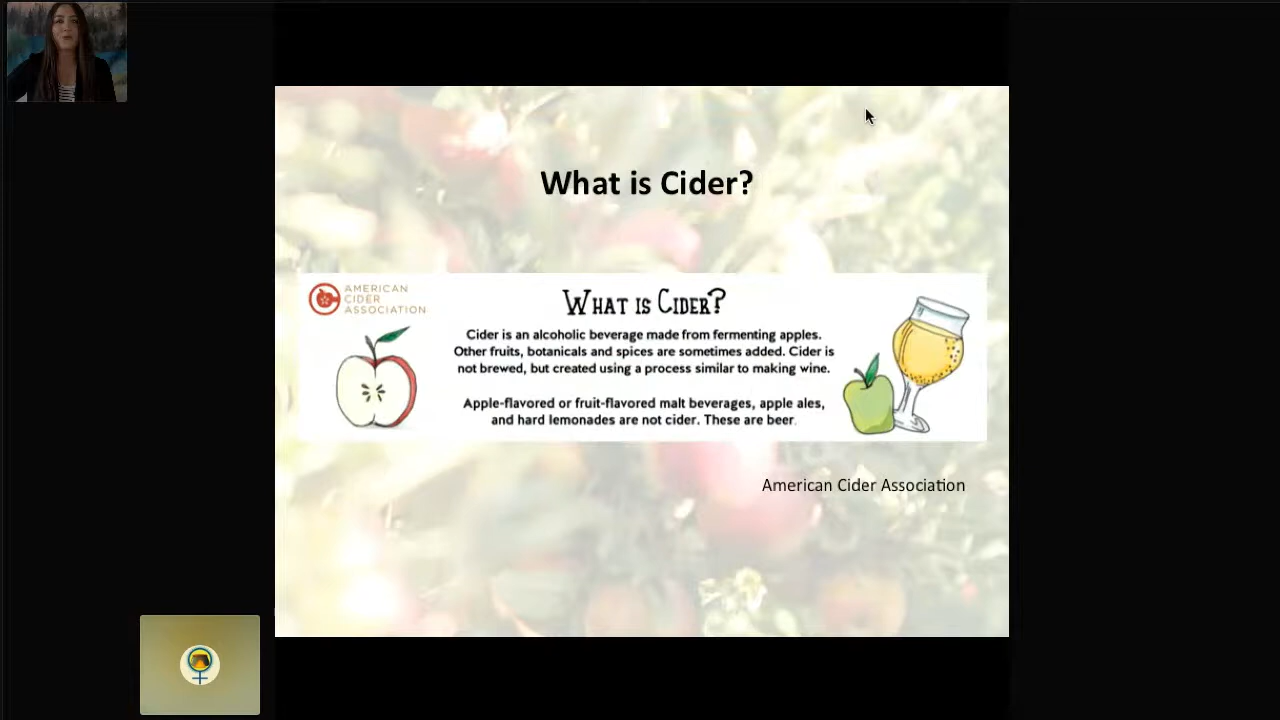 What is Cider?
AMERICAN
CIDER
ASSOCIATION
WHAT IS CIDER?
Cider is an alcoholic beverage made from fermenting apples.
Other fruits, botanicals and spices are sometimes added. Cider is
not brewed, but created using a process similar to making wine.
Apple-flavored or fruit-flavored malt beverages, apple ales,
and hard lemonades are not cider. These are beer.
American Cider Association